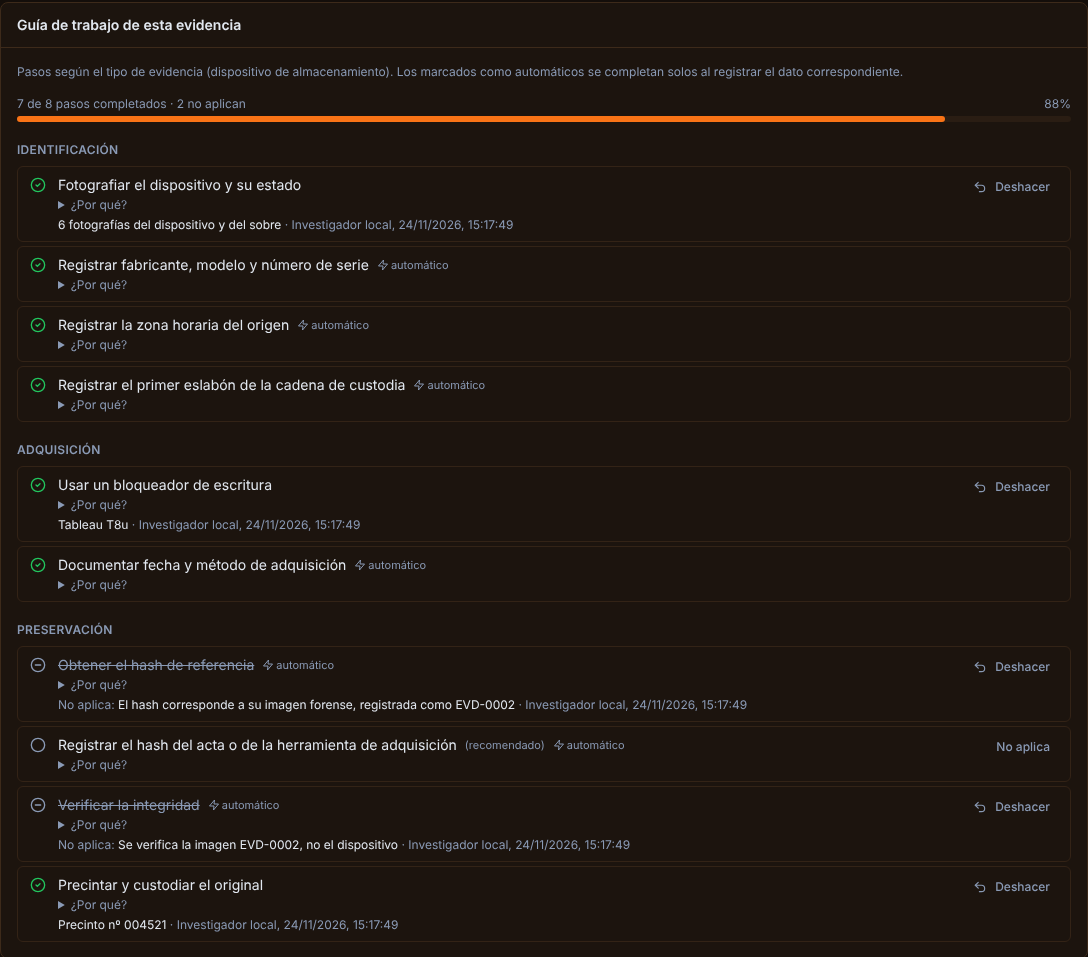 Guía de trabajo de esta evidencia
Pasos según el tipo de evidencia (dispositivo de almacenamiento). Los marcados como automáticos se completan solos al registrar el dato correspondiente.
7 de 8 pasos completados · 2 no aplican 88%
IDENTIFICACIÓN
Fotografiar el dispositivo y su estado Deshacer
¿Por qué?
6 fotografías del dispositivo y del sobre · Investigador local, 24/11/2026, 15:17:49
Registrar fabricante, modelo y número de serie automático
¿Por qué?
Registrar la zona horaria del origen automático
¿Por qué?
Registrar el primer eslabón de la cadena de custodia automático
¿Por qué?
ADQUISICIÓN
Usar un bloqueador de escritura Deshacer
¿Por qué?
Tableau T8u · Investigador local, 24/11/2026, 15:17:49
Documentar fecha y método de adquisición automático
¿Por qué?
PRESERVACIÓN
Obtener el hash de referencia automático Deshacer
¿Por qué?
No aplica: El hash corresponde a su imagen forense, registrada como EVD-0002 · Investigador local, 24/11/2026, 15:17:49
Registrar el hash del acta o de la herramienta de adquisición (recomendado) automático No aplica
¿Por qué?
Verificar la integridad automático Deshacer
¿Por qué?
No aplica: Se verifica la imagen EVD-0002, no el dispositivo · Investigador local, 24/11/2026, 15:17:49
Precintar y custodiar el original Deshacer
¿Por qué?
Precinto nº 004521 · Investigador local, 24/11/2026, 15:17:49